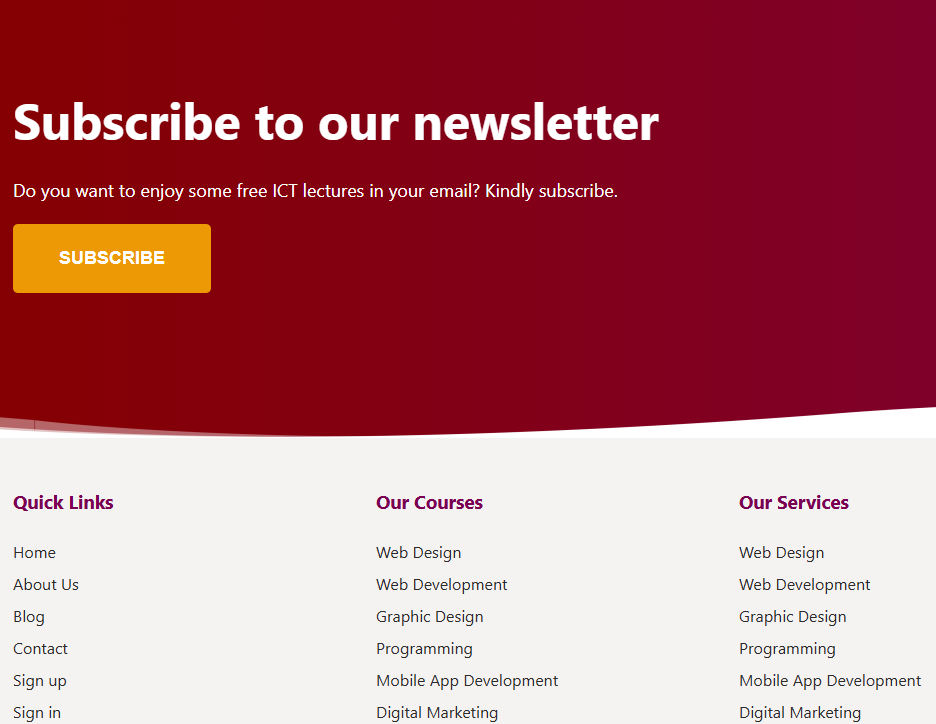 Subscribe to our newsletter
Do you want to enjoy some free ICT lectures in your email? Kindly subscribe.
SUBSCRIBE
Quick Links
Home
About Us
Blog
Contact
Sign up
Sign in
Our Courses
Web Design
Web Development
Graphic Design
Programming
Mobile App Development
Digital Marketing
Our Services
Web Design
Web Development
Graphic Design
Programming
Mobile App Development
Digital Marketing